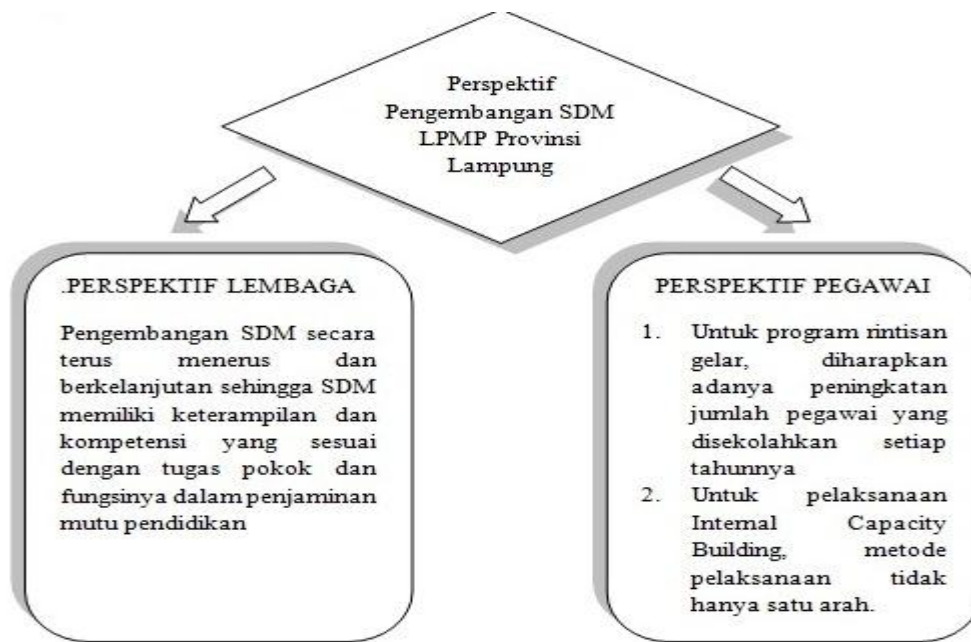 Perspektif
Pengembangan SDM
LPMP Provinsi
Lampung
.PERSPEKTIF LEMBAGA
Pengembangan SDM secara
terus menerus dan
berkelanjutan sehingga SDM
memiliki keterampilan dan
kompetensi yang sesuai
dengan tugas pokok dan
fungsinya dalam penjaminan
mutu pendidikan
PERSPEKTIF PEGAWAI
1. Untuk program rintisan
gelar, diharapkan
adanya peningkatan
jumlah pegawai yang
disekolahkan setiap
tahunnya
2. Untuk pelaksanaan
Internal Capacity
Building, metode
pelaksanaan tidak
hanya satu arah.